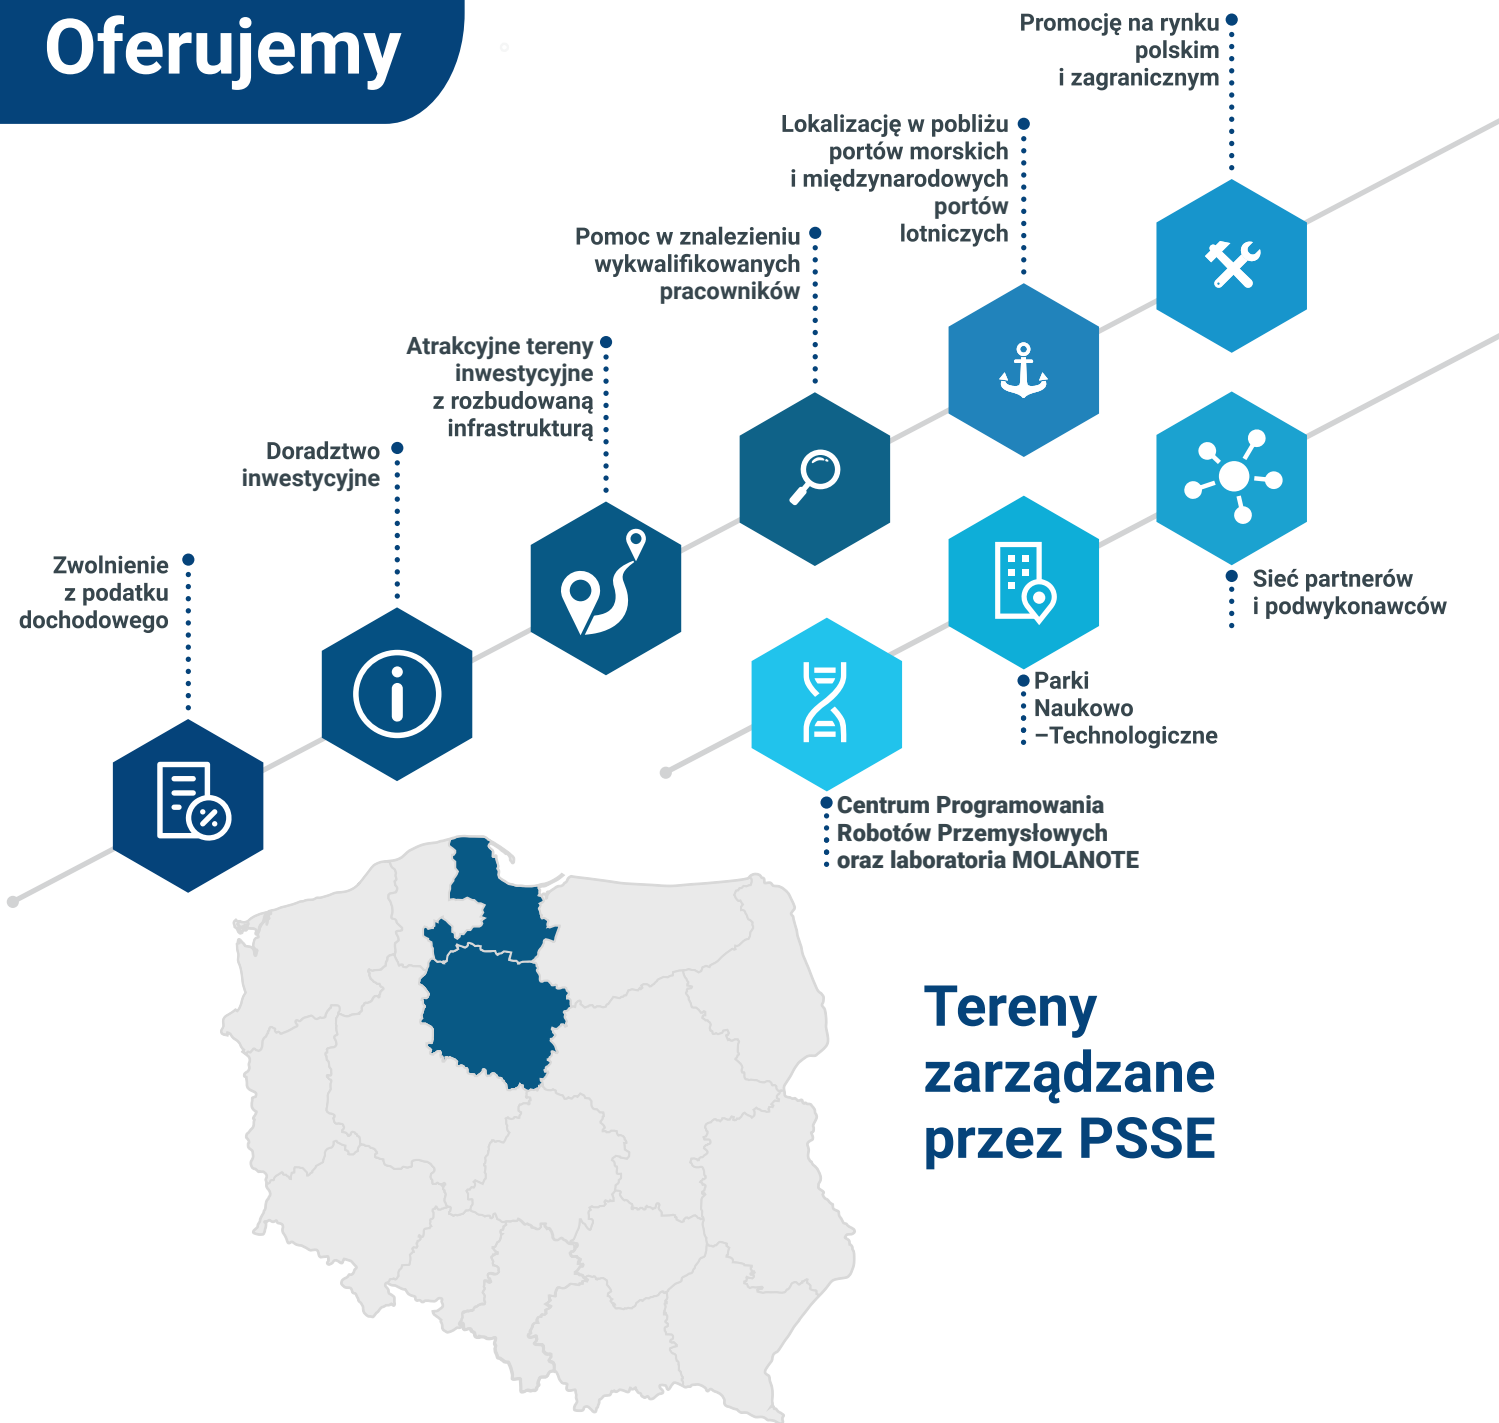 Oferujemy
Zwolnienie
z podatku
dochodowego
Doradztwo
inwestycyjne
Atrakcyjne tereny
inwestycyjne
z rozbudowaną
infrastrukturą
Pomoc w znalezieniu
wykwalifikowanych
pracowników
Lokalizację w pobliżu
portów morskich
i międzynarodowych
portów
lotniczych
Promocję na rynku
polskim
i zagranicznym
Centrum Programowania
Robotów Przemysłowych
oraz laboratoria MOLANOTE
Parki
Naukowo
–Technologiczne
Sieć partnerów
i podwykonawców
Tereny
zarządzane
przez PSSE